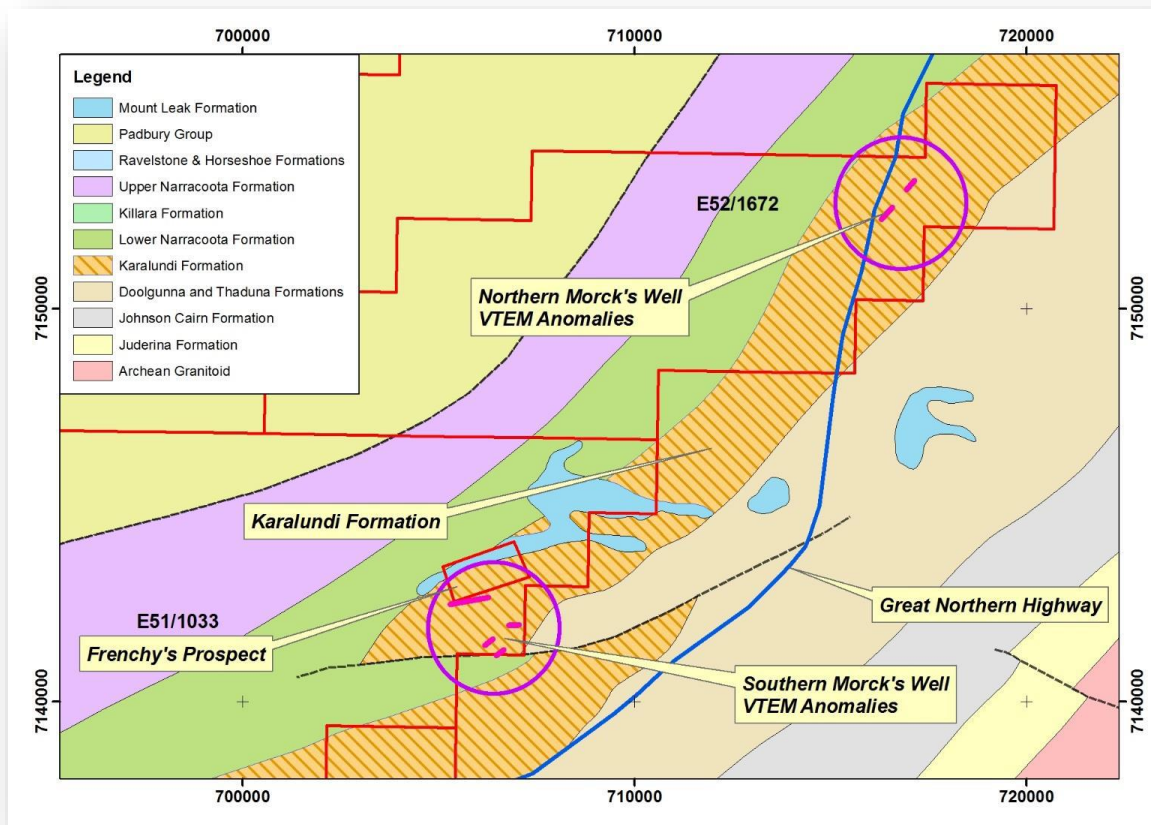 700000
710000
720000
Legend
Mount Leak Formation
Padbury Group
Ravelstone & Horseshoe Formations
Upper Narracoota Formation
Killara Formation
Lower Narracoota Formation
Karalundi Formation
Doolgunna and Thaduna Formations
Johnson Cairn Formation
Juderina Formation
Archean Granitoid
E52/1672
7150000
Northern Morck's Well
VTEM Anomalies
7150000
Karalundi Formation
E51/1033
Frenchy's Prospect
Great Northern Highway
Southern Morck's Well
VTEM Anomalies
7140000
7140000
700000
710000
720000